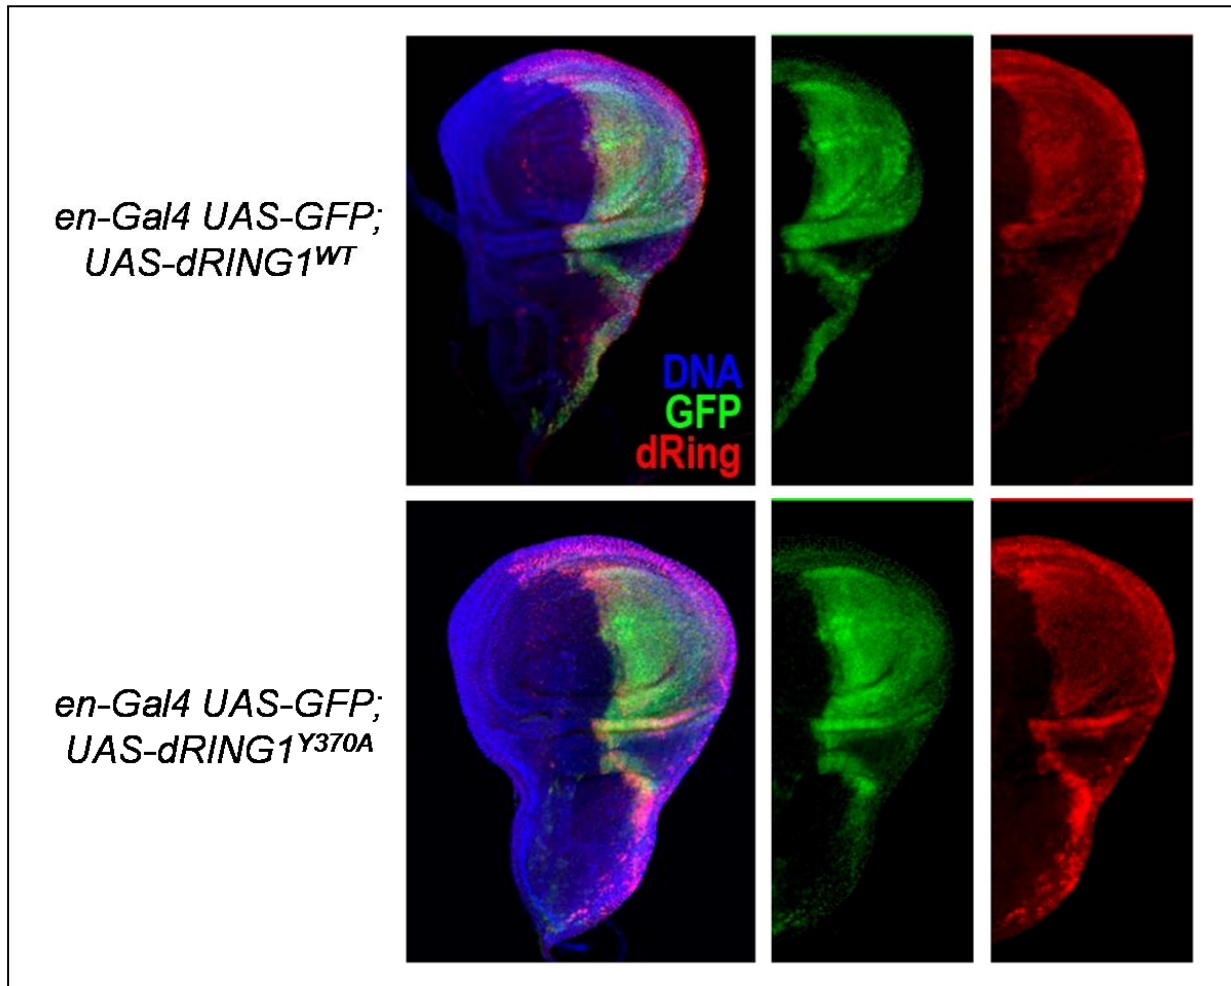 en-Gal4 UAS-GFP;
UAS-dRING1WT
DNA
GFP
dRing
en-Gal4 UAS-GFP;
UAS-dRING1Y370A